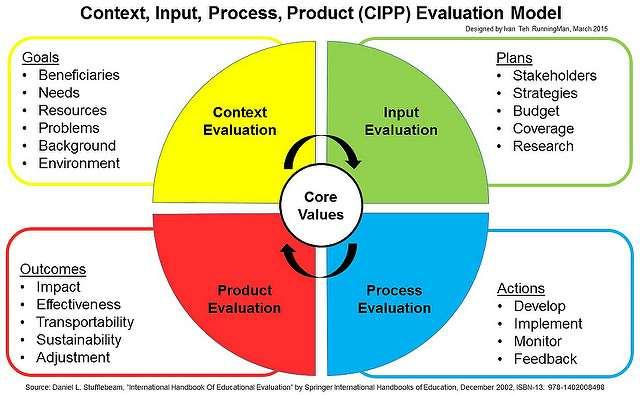 Context, Input, Process, Product (CIPP) Evaluation Model
Designed by Ivan Teh RunningMan, March 2015
Goals
• Beneficiaries
• Needs
• Resources
• Problems
• Background
• Environment
Context
Evaluation
Input
Evaluation
Plans
• Stakeholders
• Strategies
• Budget
• Coverage
• Research
Core
Values
Outcomes
• Impact
• Effectiveness
• Transportability
• Sustainability
• Adjustment
Product
Evaluation
Process
Evaluation
Actions
• Develop
• Implement
• Monitor
• Feedback
Source: Daniel L. Stufflebeam, "International Handbook Of Educational Evaluation" by Springer International Handbooks of Education, December 2002, ISBN-13: 978-1402008498